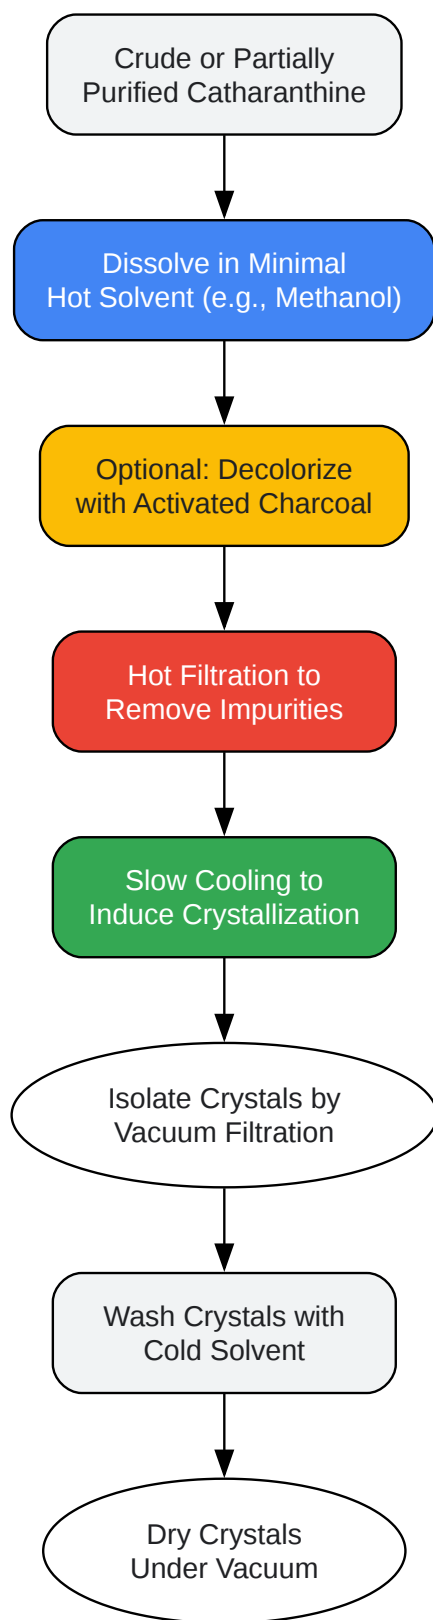 Crude or Partially
Purified Catharanthine
Dissolve in Minimal
Hot Solvent (e.g., Methanol)
Optional: Decolorize
with Activated Charcoal
Hot Filtration to
Remove Impurities
Slow Cooling to
Induce Crystallization
Isolate Crystals by
Vacuum Filtration
Wash Crystals with
Cold Solvent
Dry Crystals
Under Vacuum